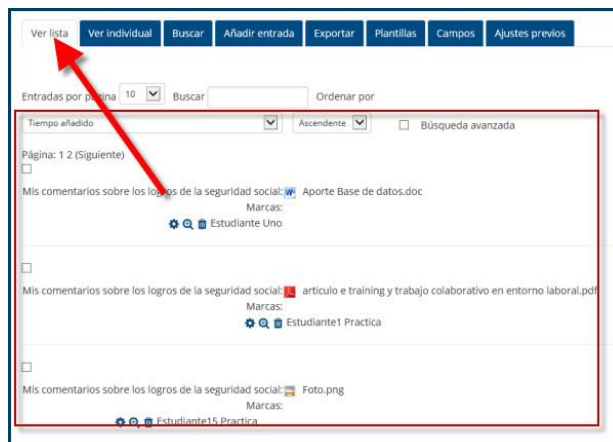 Ver lista Ver individual Buscar Añadir entrada Exportar Plantillas Campos Ajustes previos
Entradas por página 10 Buscar Ordenar por
Tiempo añadido Ascendente Búsqueda avanzada
Página: 1 2 (Siguiente)
Mis comentarios sobre los logros de la seguridad social: Aporte Base de datos.doc
Marcas:
Estudiante Uno
Mis comentarios sobre los logros de la seguridad social: articulo e training y trabajo colaborativo en entorno laboral.pdf
Marcas:
Estudiante1 Practica
Mis comentarios sobre los logros de la seguridad social: Foto.png
Marcas:
Estudiante15 Practica